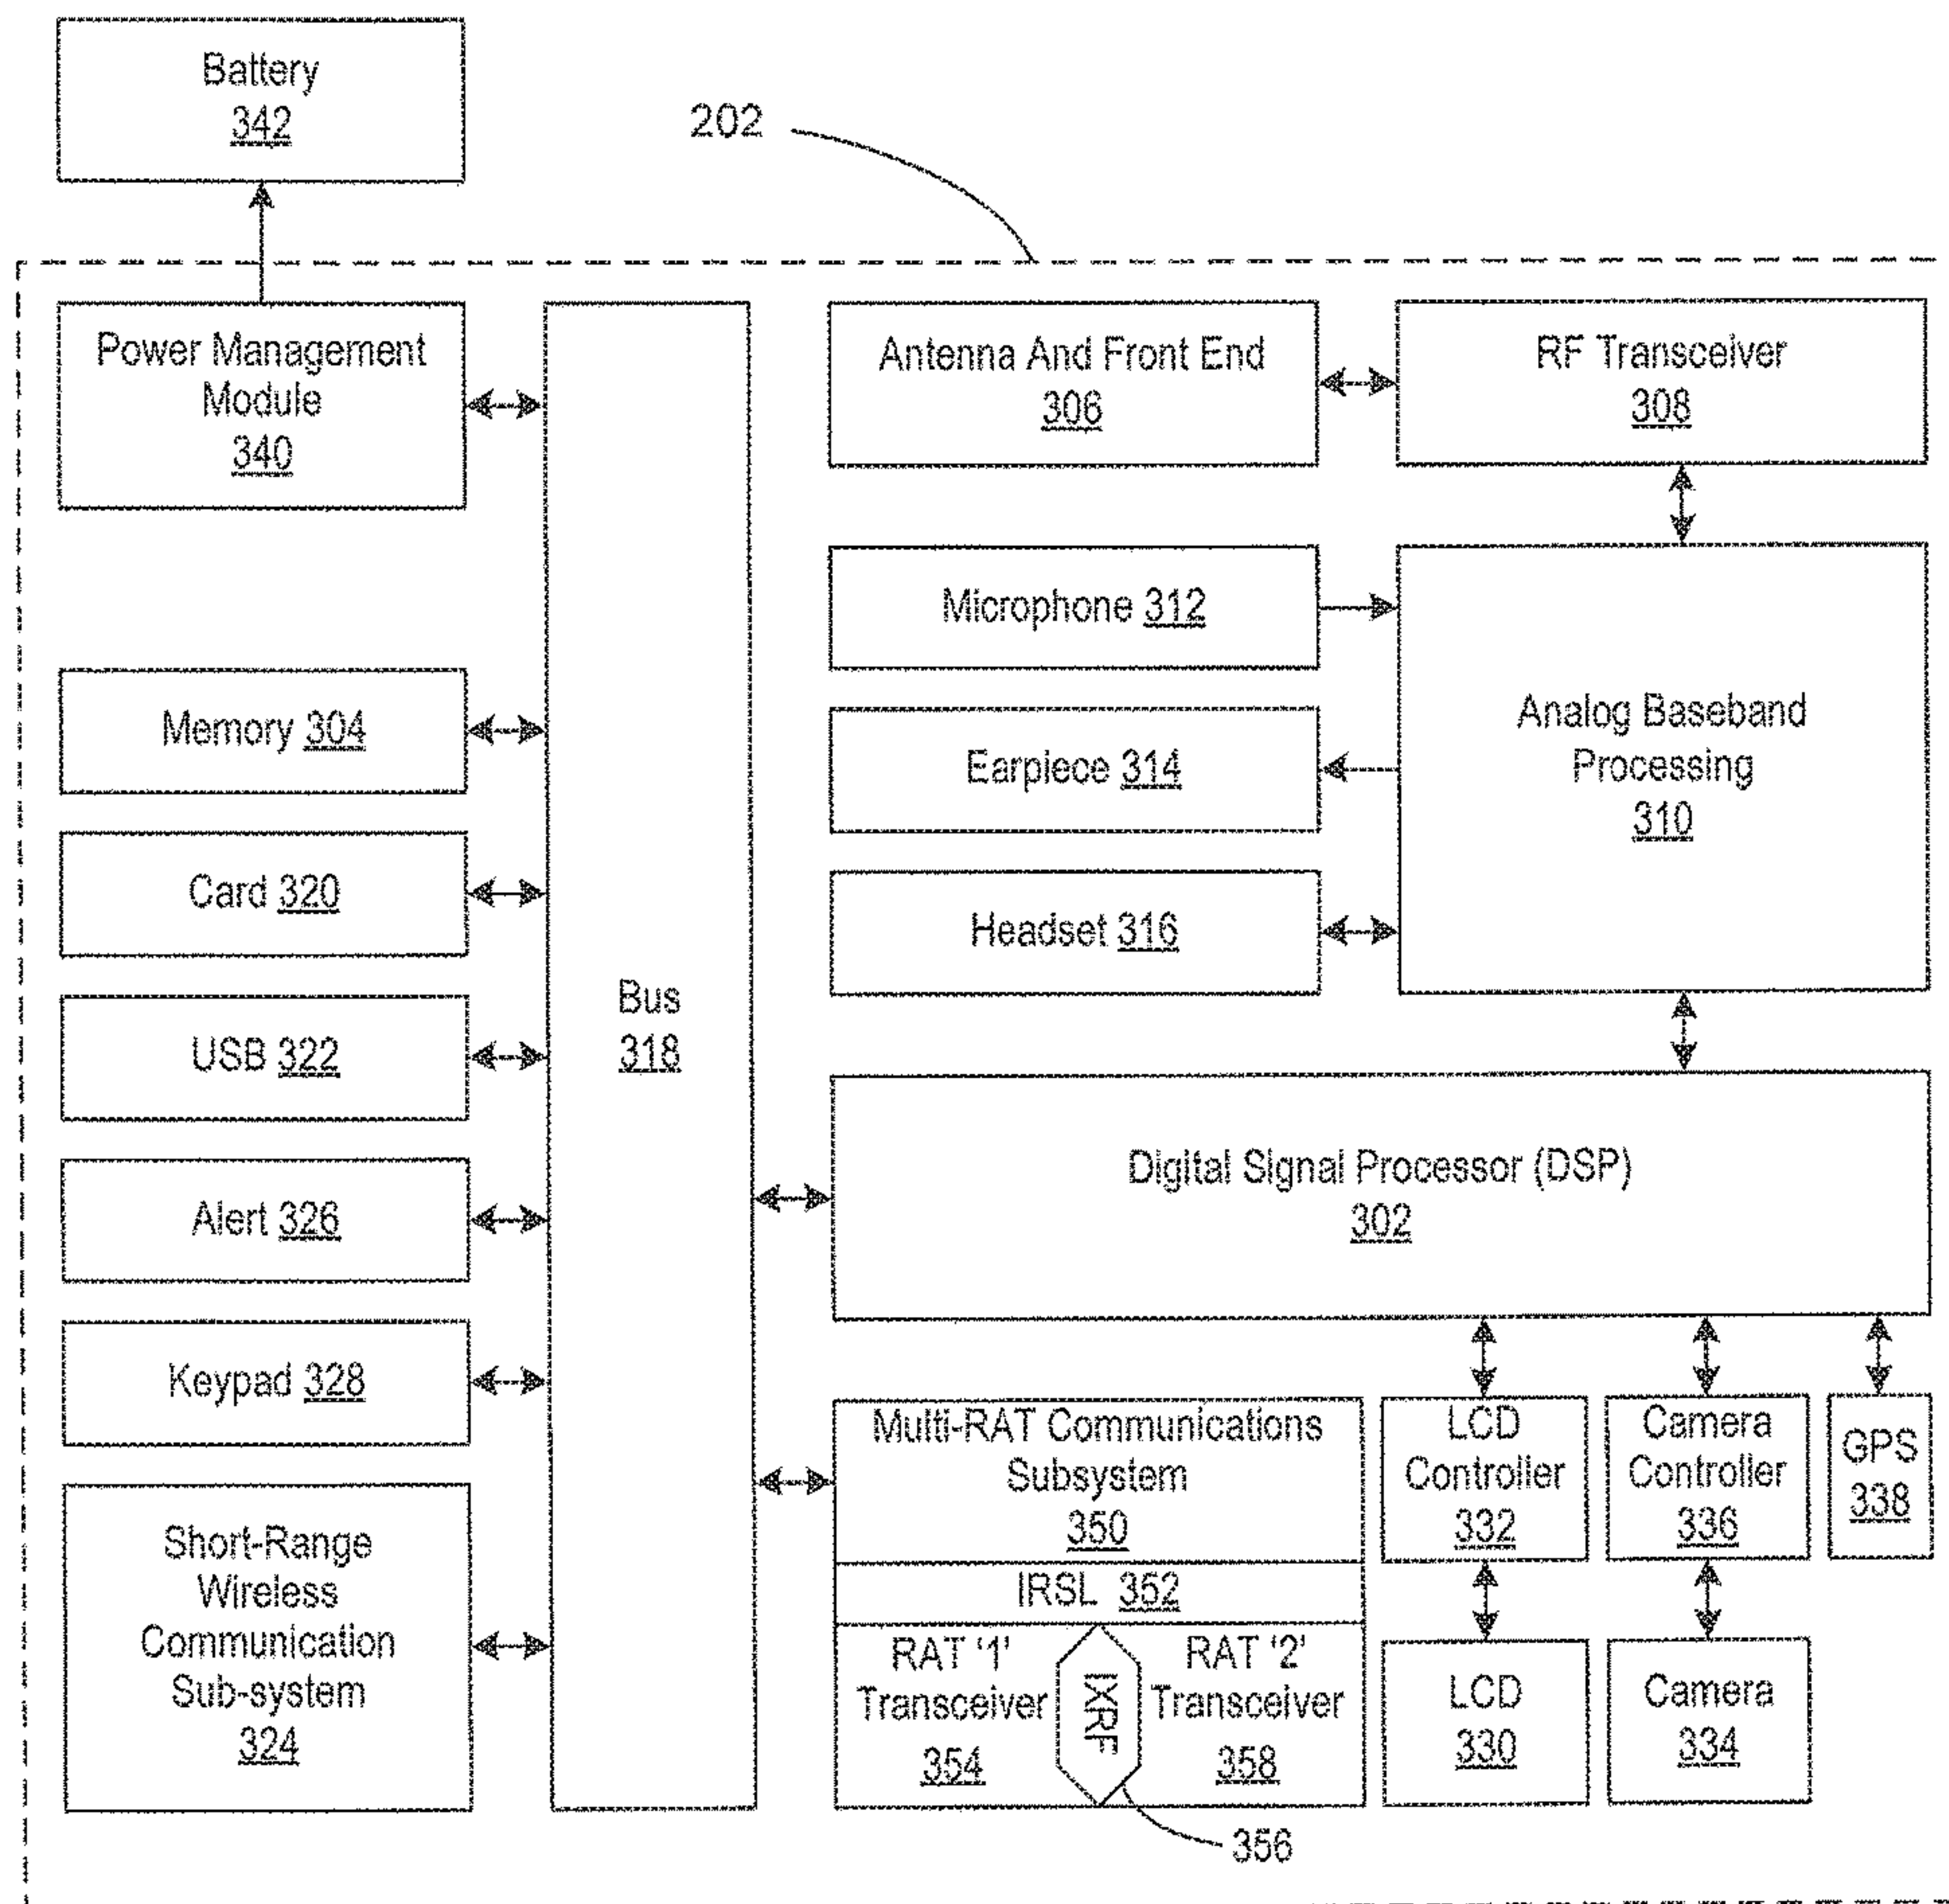 Battery
342
202
Power Management
Module
340
Antenna And Front End
306
RF Transceiver
308
Microphone 312
Analog Baseband
Processing
310
Memory 304
Earpiece 314
Card 320
Headset 316
Bus
318
USB 322
Digital Signal Processor (DSP)
302
Alert 326
Keypad 328
Multi-RAT Communications
Subsystem
350
LCD
Controller
332
Camera
Controller
336
GPS
338
Short-Range
Wireless
Communication
Sub-system
324
IRSL 352
RAT '1'
Transceiver
354
IXRF
RAT '2'
Transceiver
358
LCD
330
Camera
334
356